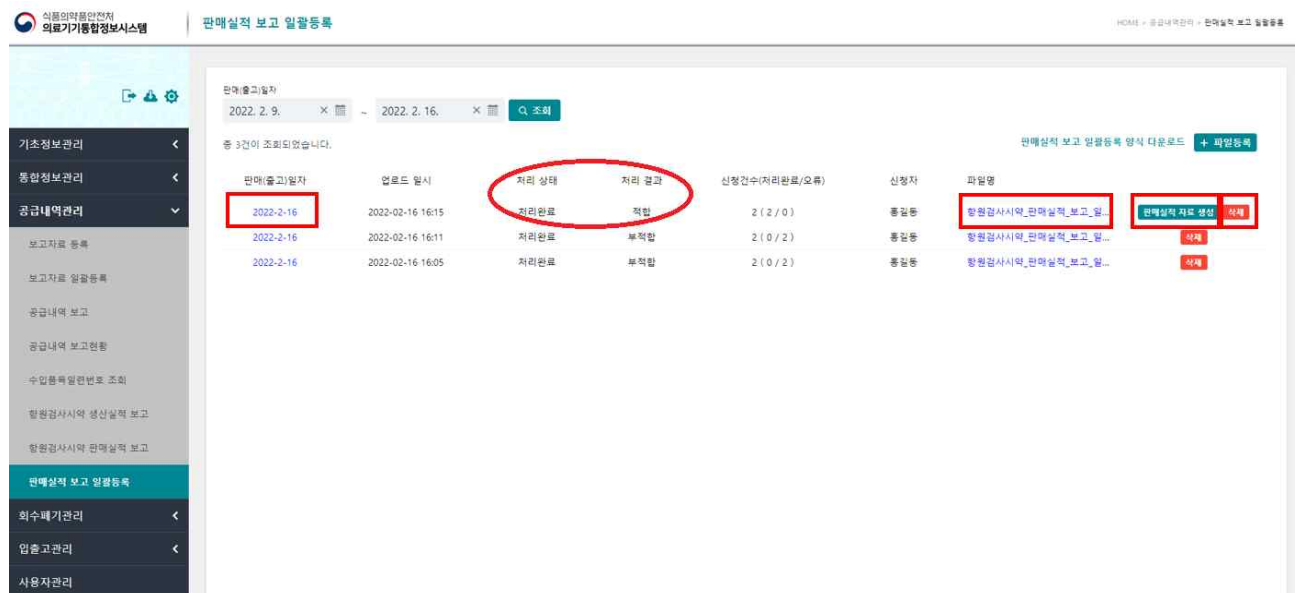 식품의약품안전처
의료기기통합정보시스템
판매실적 보고 일괄등록
HOME > 공급내역관리 > 판매실적 보고 일괄등록
판매(출고)일자
2022. 2. 9. ~ 2022. 2. 16. 조회
총 3건이 조회되었습니다.
판매실적 보고 일괄등록 양식 다운로드 + 파일등록
판매(출고)일자 업로드 일시 처리 상태 처리 결과 신청건수(처리완료/오류) 신청자 파일명
2022-2-16 2022-02-16 16:15 처리완료 적합 2 ( 2 / 0 ) 홍길동 항원검사시약_판매실적_보고_일... 판매실적 자료 생성 삭제
2022-2-16 2022-02-16 16:11 처리완료 부적합 2 ( 0 / 2 ) 홍길동 항원검사시약_판매실적_보고_일... 삭제
2022-2-16 2022-02-16 16:05 처리완료 부적합 2 ( 0 / 2 ) 홍길동 항원검사시약_판매실적_보고_일... 삭제
기초정보관리
통합정보관리
공급내역관리
보고자료 등록
보고자료 일괄등록
공급내역 보고
공급내역 보고현황
수입품목일련번호 조회
항원검사시약 생산실적 보고
항원검사시약 판매실적 보고
판매실적 보고 일괄등록
회수폐기관리
입출고관리
사용자관리